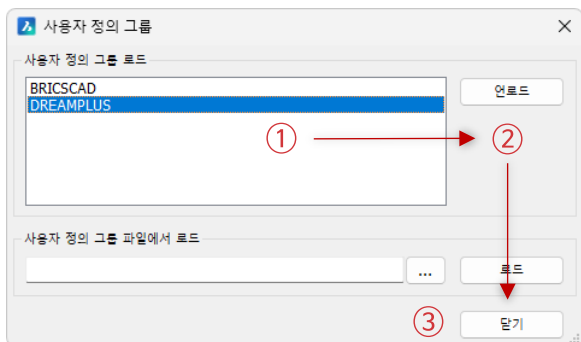 사용자 정의 그룹
사용자 정의 그룹 로드
BRICSCAD
DREAMPLUS
언로드
① ②
사용자 정의 그룹 파일에서 로드
... 로드
③ 닫기